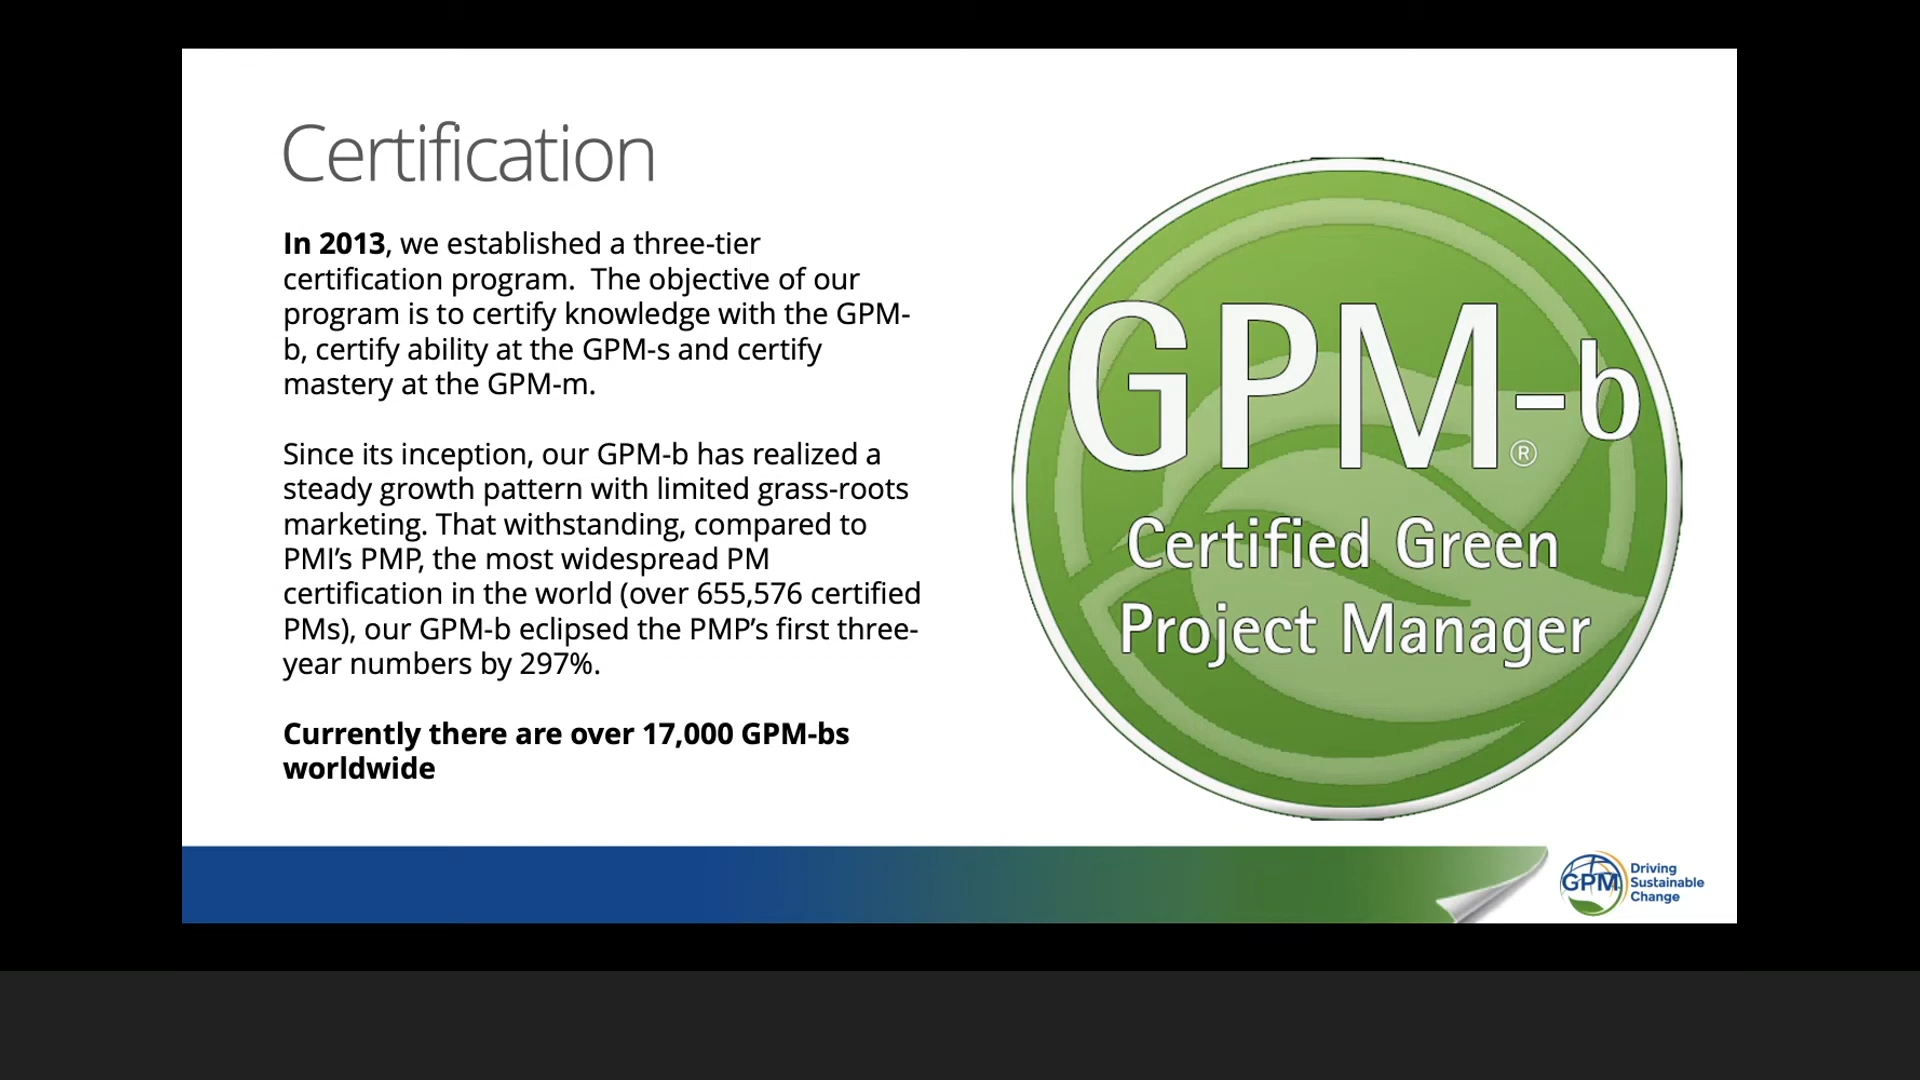 Certification
In 2013, we established a three-tier
certification program.  The objective of our
program is to certify knowledge with the GPM-
b, certify ability at the GPM-s and certify
mastery at the GPM-m.
Since its inception, our GPM-b has realized a
steady growth pattern with limited grass-roots
marketing. That withstanding, compared to
PMI’s PMP, the most widespread PM
certification in the world (over 655,576 certified
PMs), our GPM-b eclipsed the PMP’s first three-
year numbers by 297%.
Currently there are over 17,000 GPM-bs
worldwide
GPM-b
®
Certified Green
Project Manager
GPM
Driving
Sustainable
Change